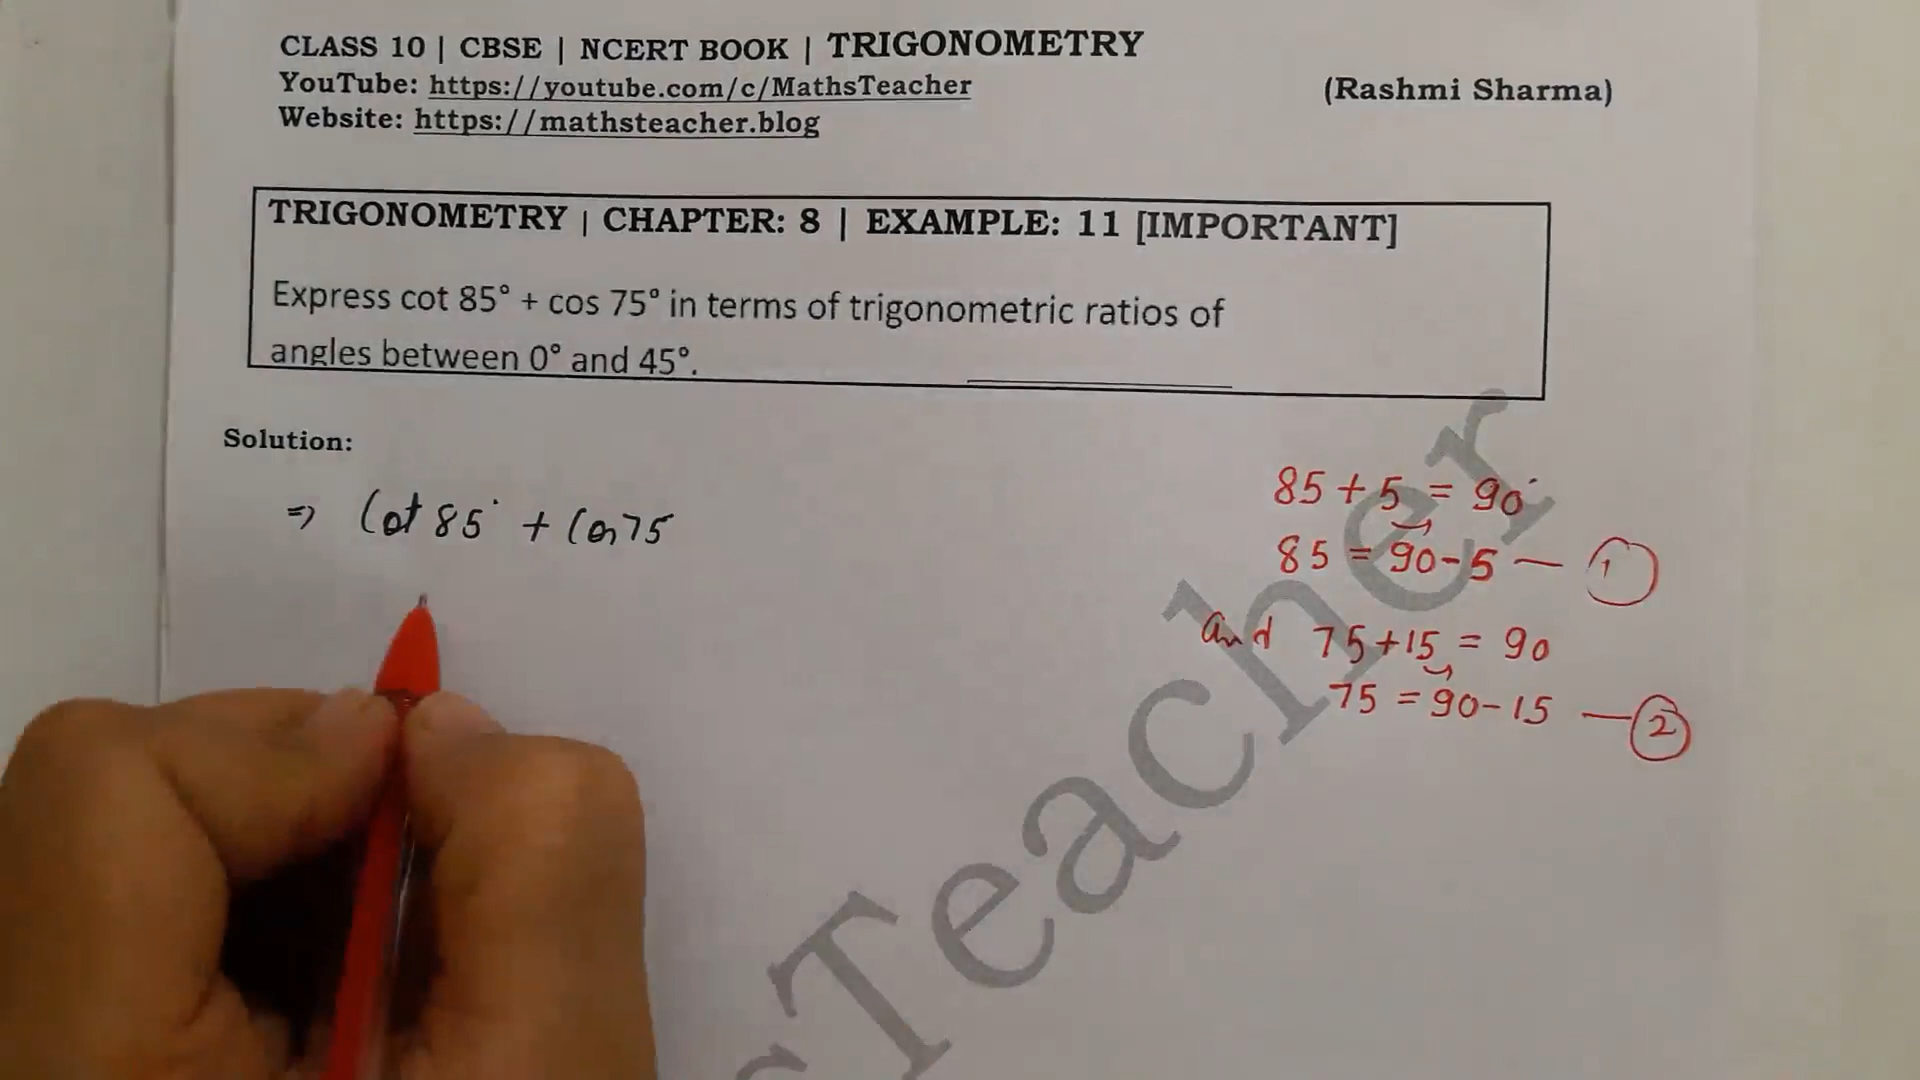 CLASS 10 | CBSE | NCERT BOOK | TRIGONOMETRY
YouTube: https://youtube.com/c/MathsTeacher (Rashmi Sharma)
Website: https://mathsteacher.blog
TRIGONOMETRY | CHAPTER: 8 | EXAMPLE: 11 [IMPORTANT]
Express cot 85° + cos 75° in terms of trigonometric ratios of
angles between 0° and 45°.
Solution:
⇒ Cot 85° + Cos 75
85 + 5 = 90°
85 = 90 - 5 — 1
and 75 + 15 = 90
75 = 90 - 15 — 2
sTeacher